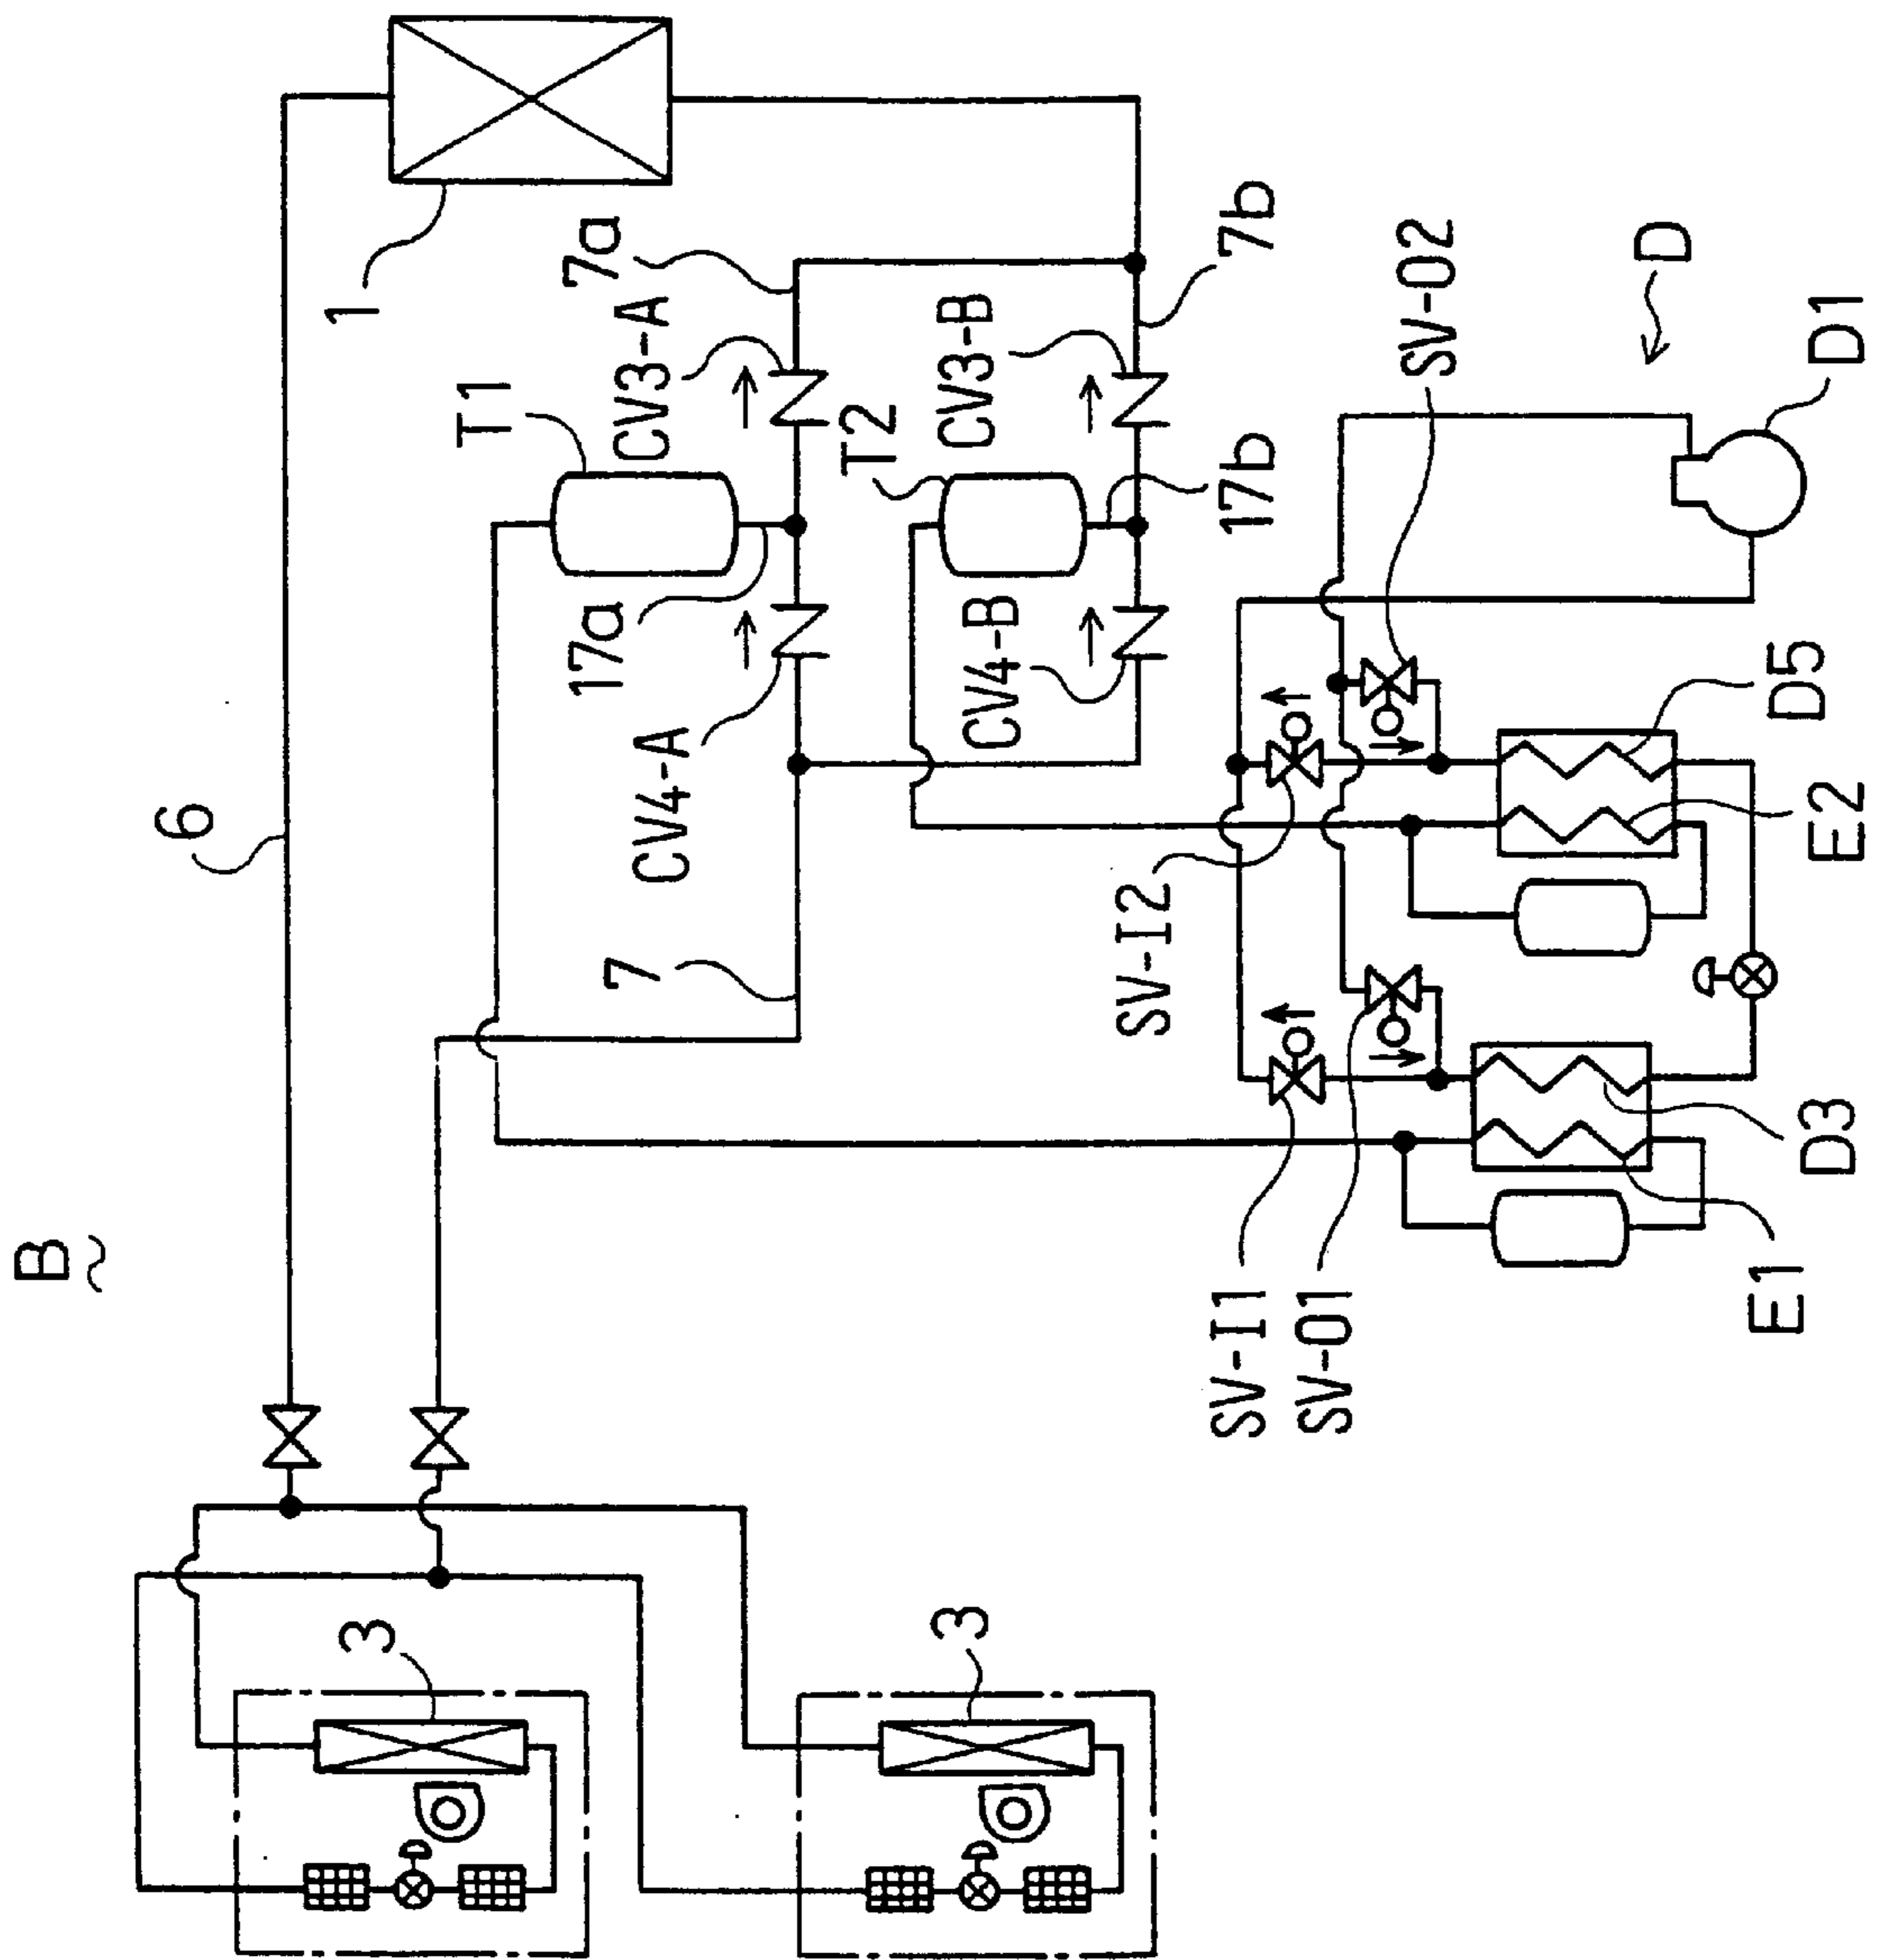 B
6
1
7a
CV3-A
T1
17a
CV4-A
7
T2
CV3-B
7b
17b
CV4-B
SV-I2
SV-02
D
D1
D5
E2
SV-I1
SV-01
D3
E1
3
3